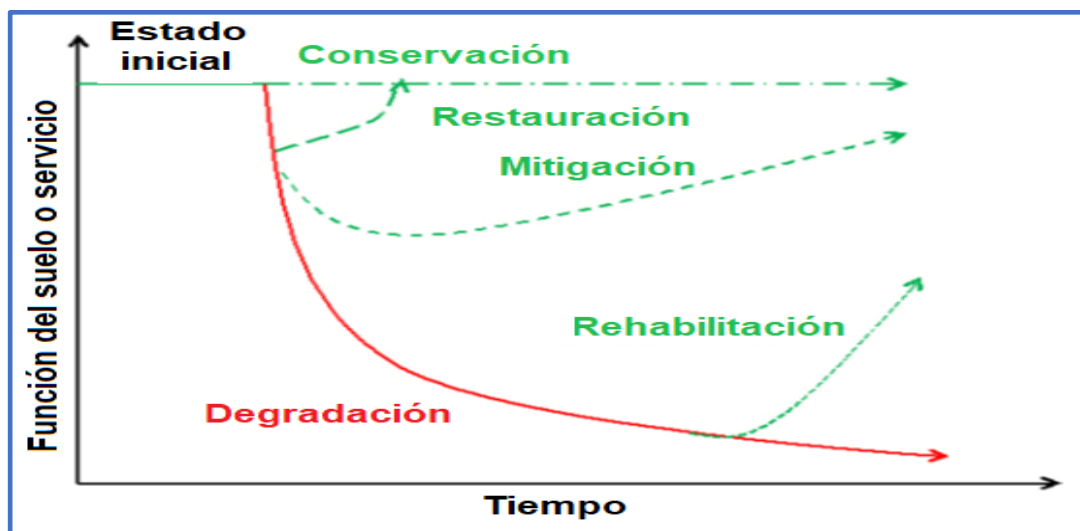 Estado
inicial
Conservación
Restauración
Mitigación
Rehabilitación
Degradación
Función del suelo o servicio
Tiempo